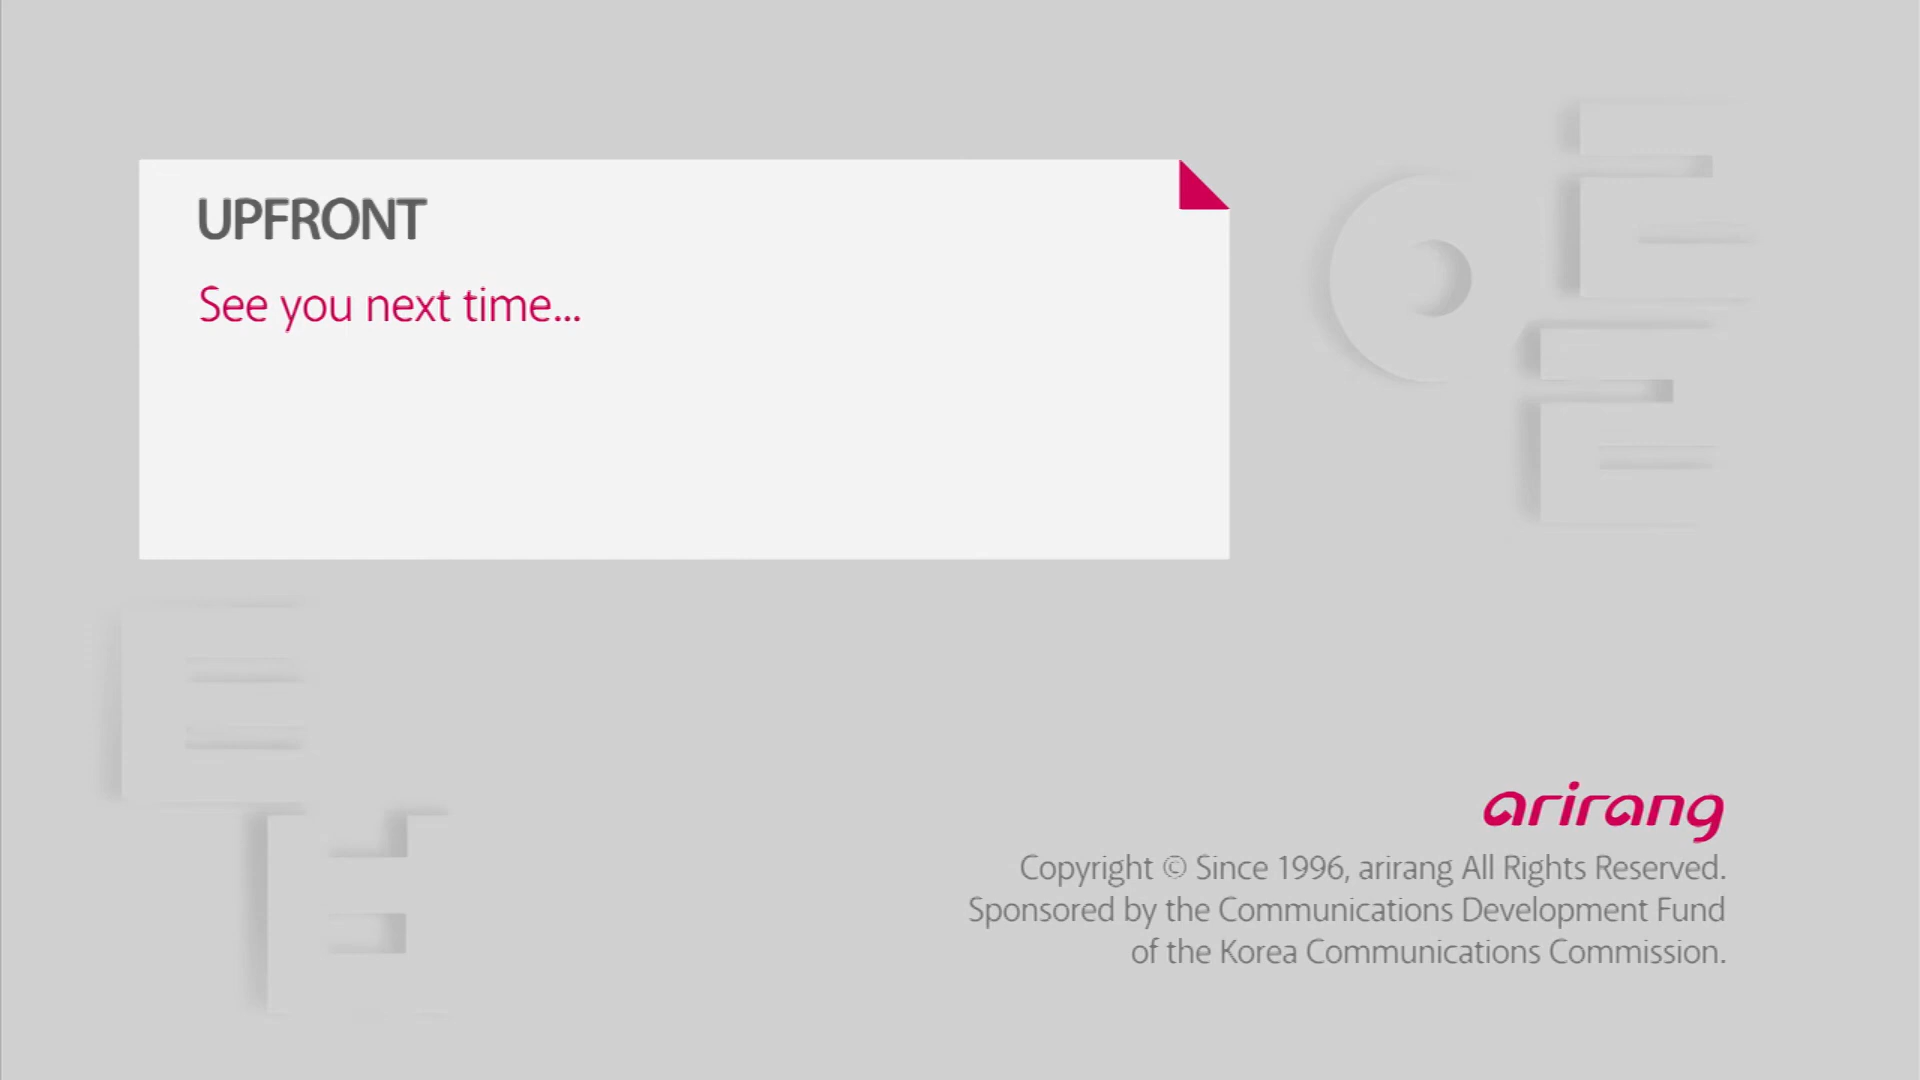 UPFRONT
See you next time...
arirang
Copyright © Since 1996, arirang All Rights Reserved.
Sponsored by the Communications Development Fund
of the Korea Communications Commission.